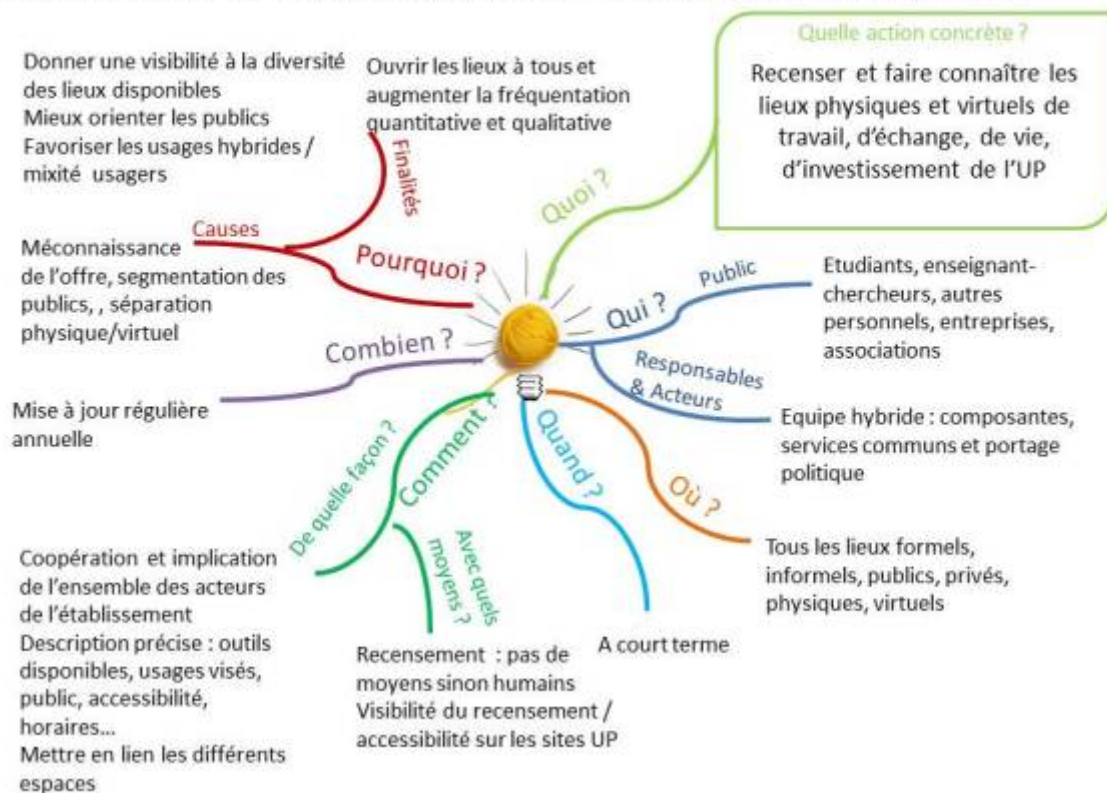 Donner une visibilité à la diversité
des lieux disponibles
Mieux orienter les publics
Favoriser les usages hybrides /
mixité usagers
Ouvrir les lieux à tous et
augmenter la fréquentation
quantitative et qualitative
Finalités
Causes
Pourquoi ?
Méconnaissance
de l'offre, segmentation des
publics, , séparation
physique/virtuel
Quoi ?
Quelle action concrète ?
Recenser et faire connaître les
lieux physiques et virtuels de
travail, d'échange, de vie,
d'investissement de l'UP
Qui ?
Public
Etudiants, enseignant-
chercheurs, autres
personnels, entreprises,
associations
Responsables
& Acteurs
Equipe hybride : composantes,
services communs et portage
politique
Combien ?
Mise à jour régulière
annuelle
Comment ?
De quelle façon ?
Coopération et implication
de l'ensemble des acteurs
de l'établissement
Description précise : outils
disponibles, usages visés,
public, accessibilité,
horaires...
Mettre en lien les différents
espaces
Avec quels
moyens ?
Recensement : pas de
moyens sinon humains
Visibilité du recensement /
accessibilité sur les sites UP
Quand ?
A court terme
Où ?
Tous les lieux formels,
informels, publics, privés,
physiques, virtuels